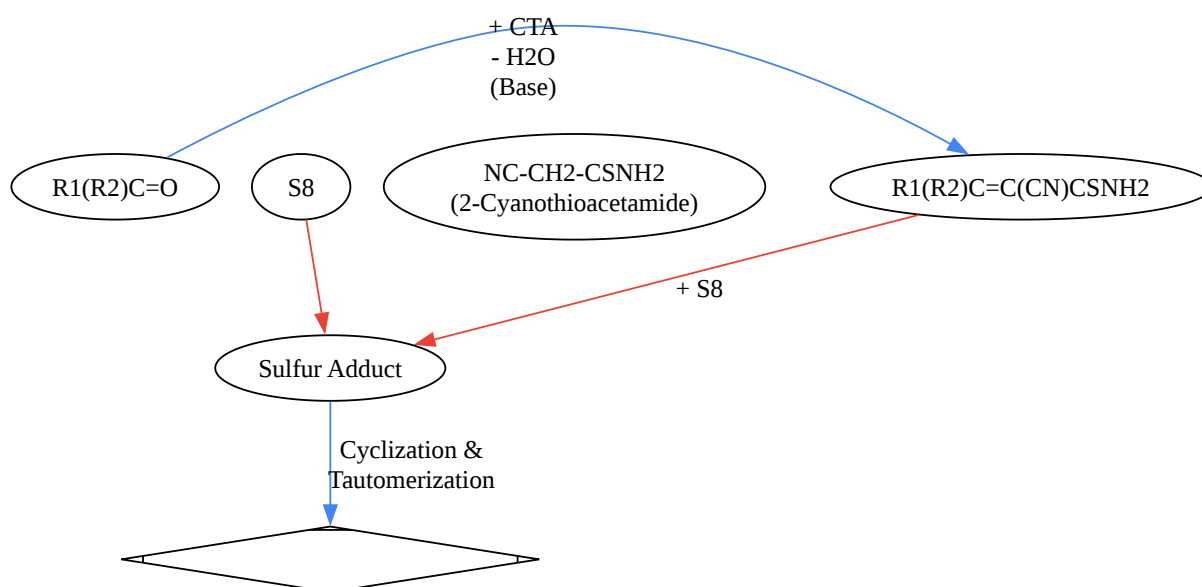 + CTA
- H2O
(Base)
R1(R2)C=O
S8
NC-CH2-CSNH2
(2-Cyanothioacetamide)
R1(R2)C=C(CN)CSNH2
+ S8
Sulfur Adduct
Cyclization &
Tautomerization